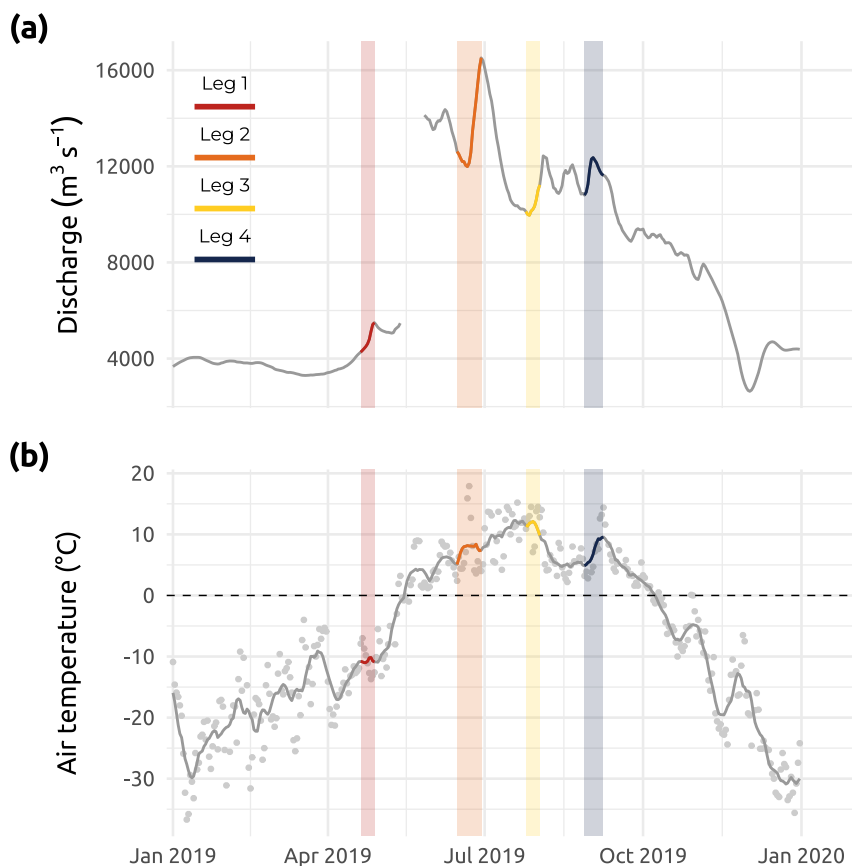 (a)
Discharge (m³ s⁻¹)
16000
12000
8000
4000
Leg 1
Leg 2
Leg 3
Leg 4
(b)
Air temperature (°C)
20
10
0
-10
-20
-30
Jan 2019
Apr 2019
Jul 2019
Oct 2019
Jan 2020